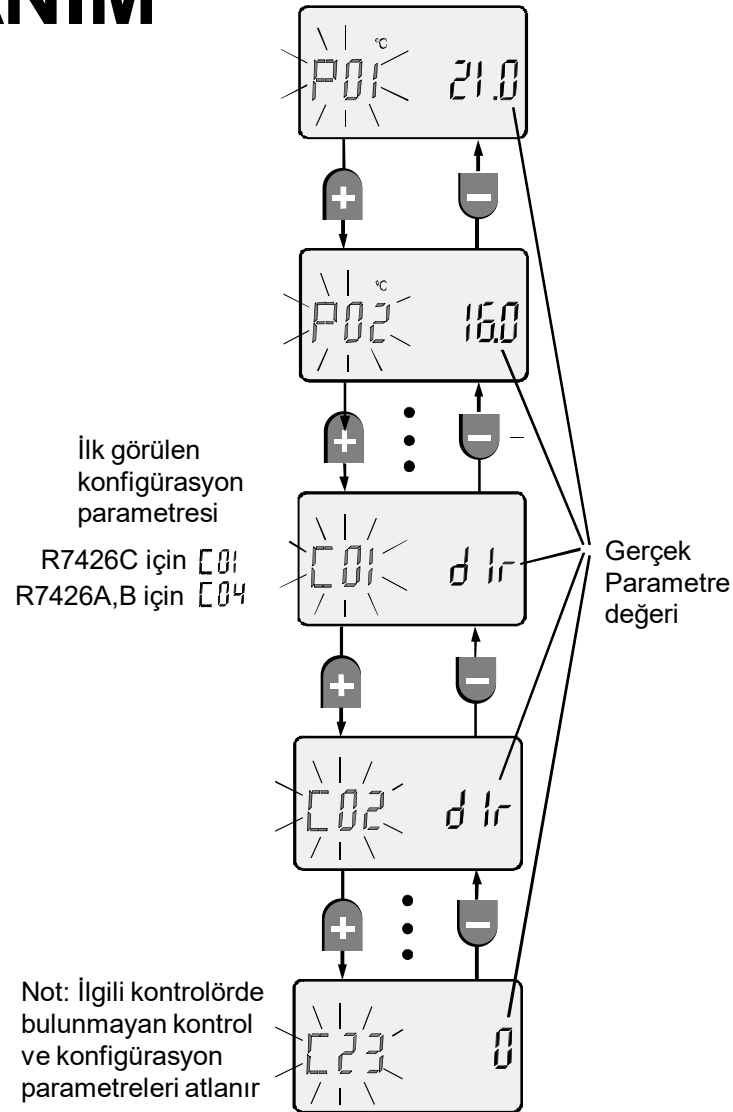 °C
P01 21.0
+ −
°C
P02 16.0
+ −
İlk görülen
konfigürasyon
parametresi
R7426C için C01
R7426A,B için C04
C01 dIr
Gerçek
Parametre
değeri
+ −
C02 dIr
+ −
Not: İlgili kontrolörde
bulunmayan kontrol
ve konfigürasyon
parametreleri atlanır
C23 0